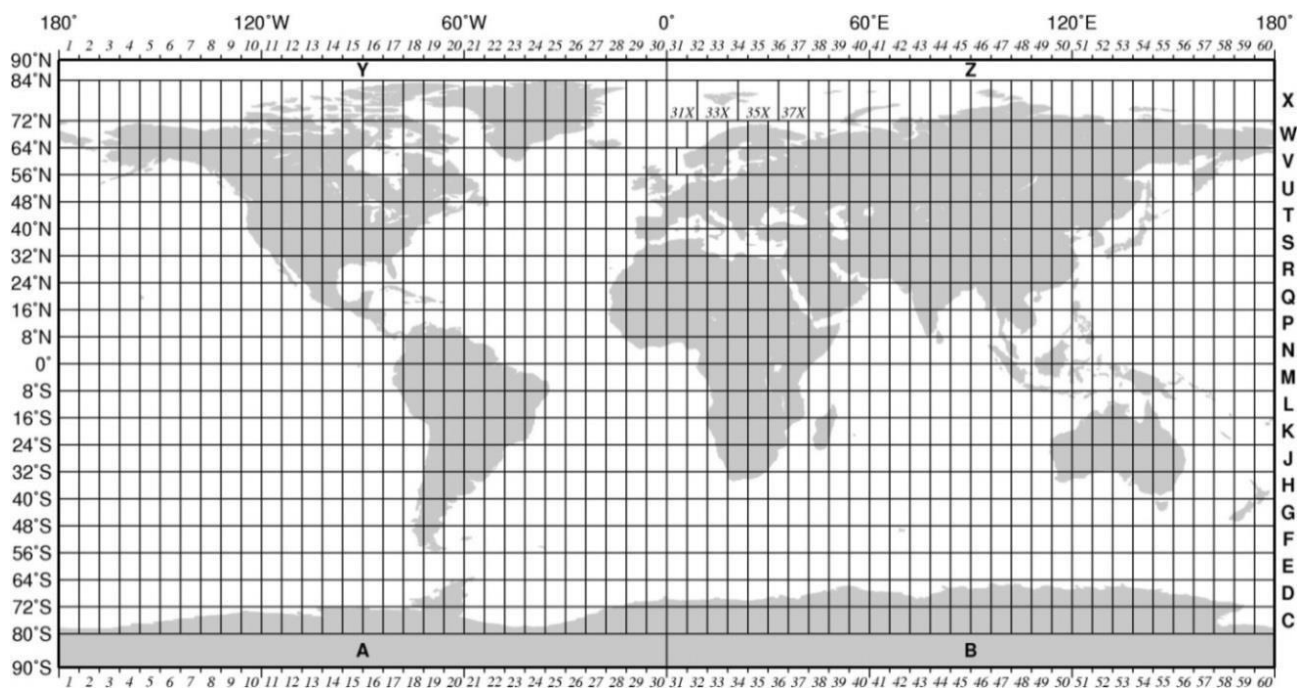 180° 120°W 60°W 0° 60°E 120°E 180°
1 2 3 4 5 6 7 8 9 10 11 12 13 14 15 16 17 18 19 20 21 22 23 24 25 26 27 28 29 30 31 32 33 34 35 36 37 38 39 40 41 42 43 44 45 46 47 48 49 50 51 52 53 54 55 56 57 58 59 60
90°N
Y Z
84°N
X
31X 33X 35X 37X
72°N
W
64°N
V
56°N
U
48°N
T
40°N
S
32°N
R
24°N
Q
16°N
P
8°N
N
0°
M
8°S
L
16°S
K
24°S
J
32°S
H
40°S
G
48°S
F
56°S
E
64°S
D
72°S
C
80°S
A B
90°S
1 2 3 4 5 6 7 8 9 10 11 12 13 14 15 16 17 18 19 20 21 22 23 24 25 26 27 28 29 30 31 32 33 34 35 36 37 38 39 40 41 42 43 44 45 46 47 48 49 50 51 52 53 54 55 56 57 58 59 60